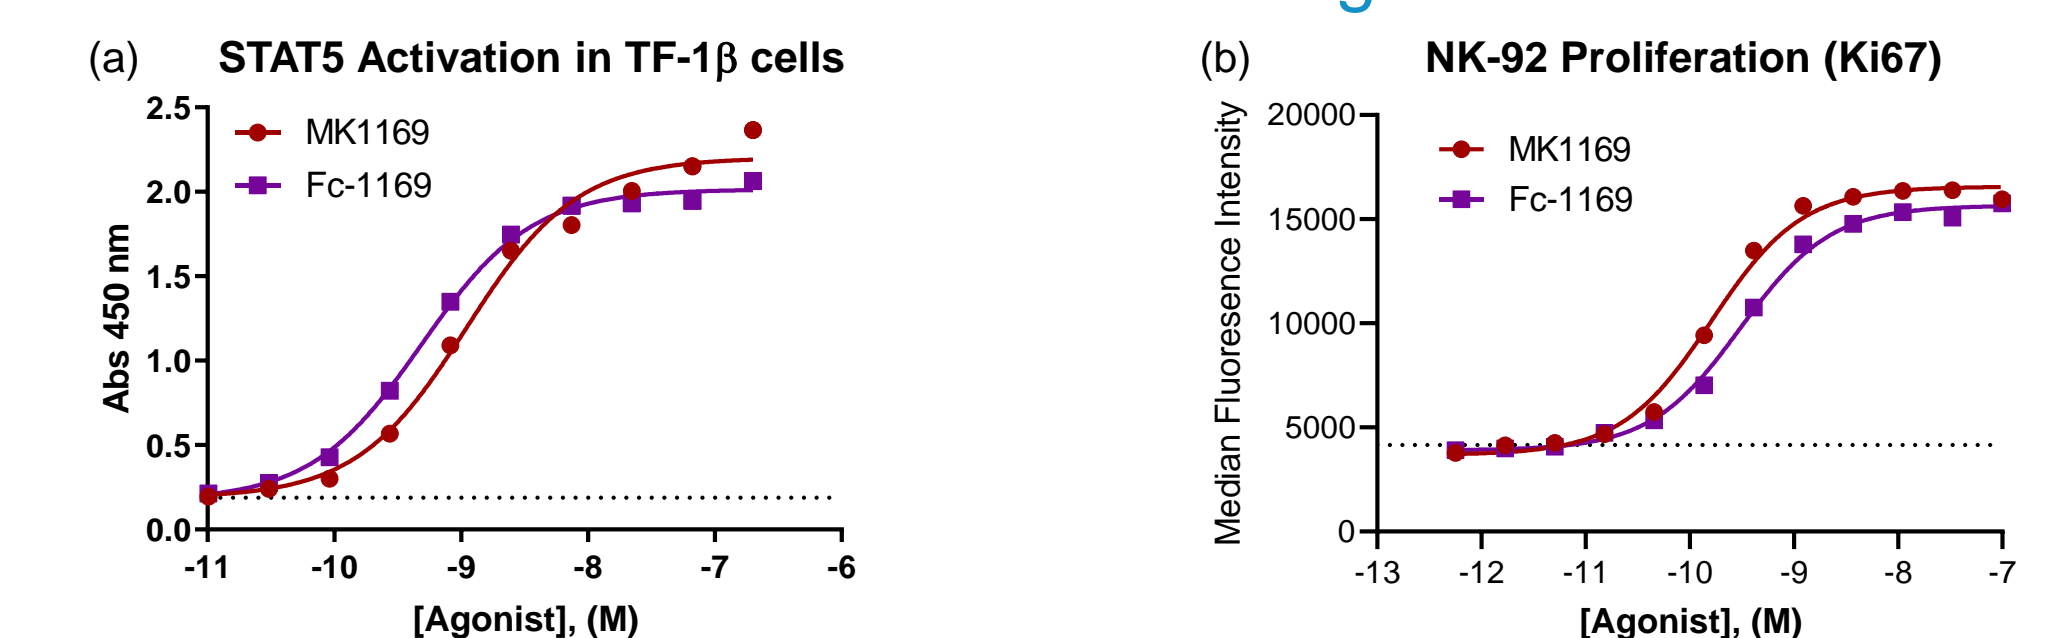 (a)
STAT5 Activation in TF-1β cells
MK1169
Fc-1169
Abs 450 nm
2.5
2.0
1.5
1.0
0.5
0.0
-11 -10 -9 -8 -7 -6
[Agonist], (M)
(b)
NK-92 Proliferation (Ki67)
MK1169
Fc-1169
Median Fluoresence Intensity
20000
15000
10000
5000
0
-13 -12 -11 -10 -9 -8 -7
[Agonist], (M)